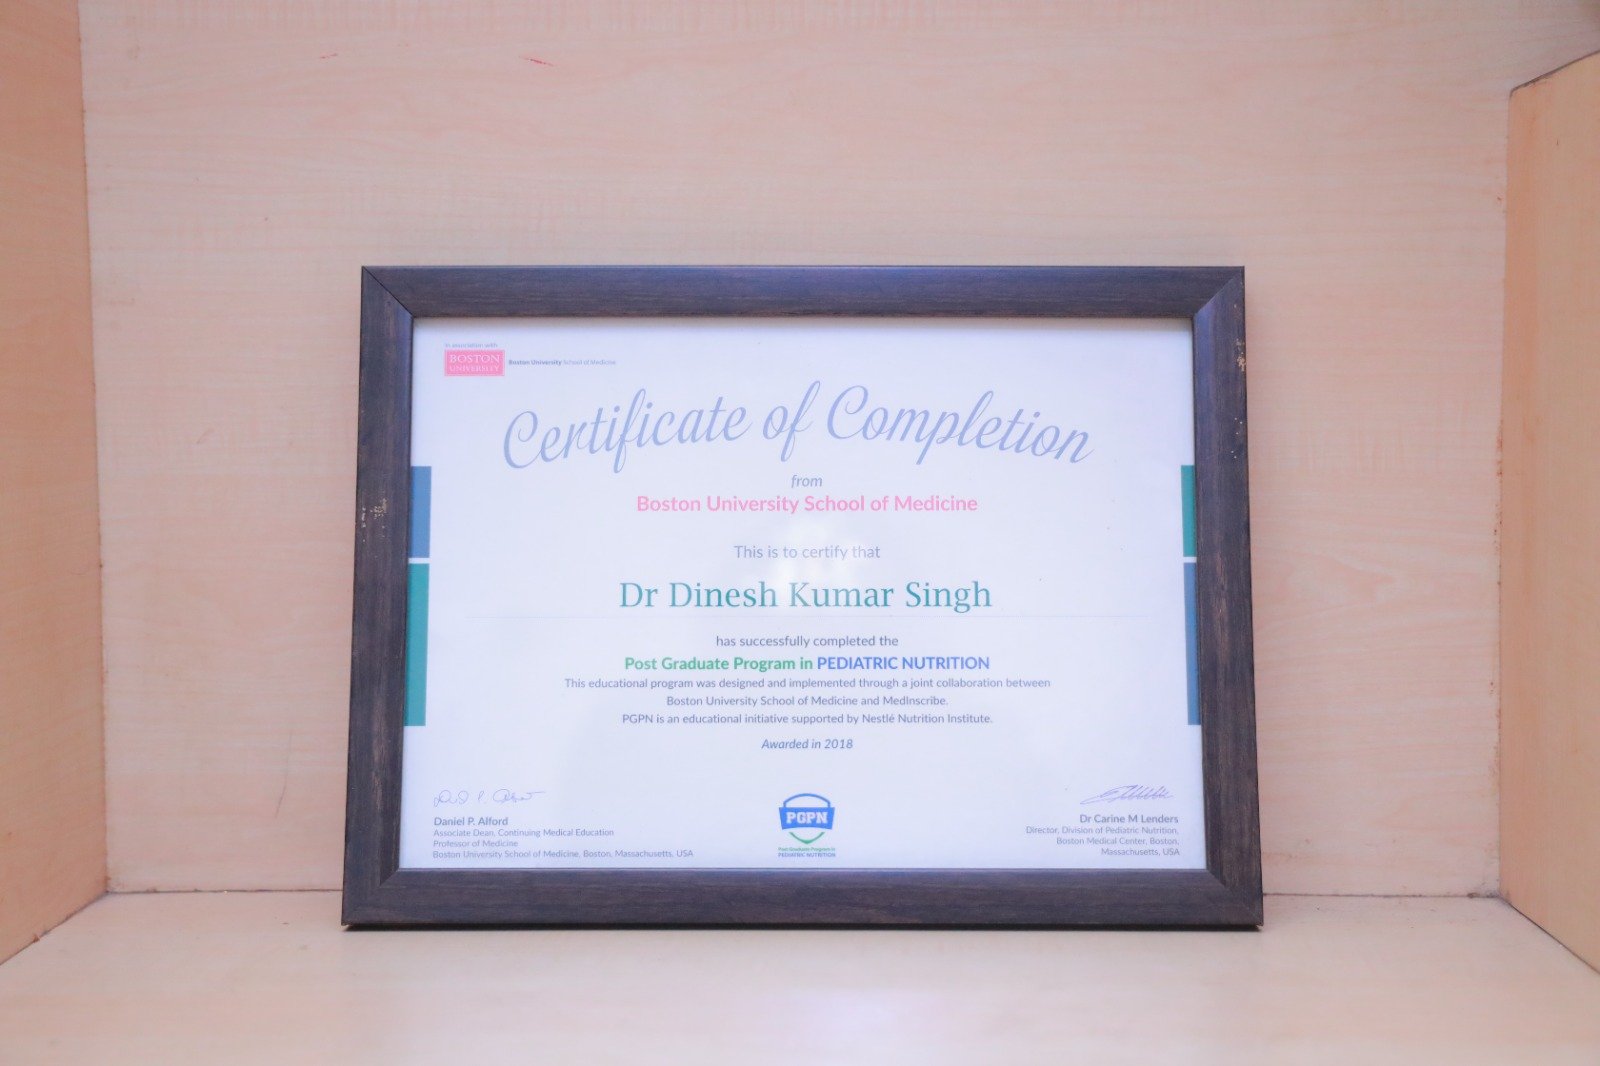 In association with
BOSTON
UNIVERSITY
Boston University School of Medicine
Certificate of Completion
from
Boston University School of Medicine
This is to certify that
Dr Dinesh Kumar Singh
has successfully completed the
Post Graduate Program in PEDIATRIC NUTRITION
This educational program was designed and implemented through a joint collaboration between
Boston University School of Medicine and MedInscribe.
PGPN is an educational initiative supported by Nestlé Nutrition Institute.
Awarded in 2018
Daniel P. Alford
Associate Dean, Continuing Medical Education
Professor of Medicine
Boston University School of Medicine, Boston, Massachusetts, USA
PGPN
Post Graduate Program in
PEDIATRIC NUTRITION
Dr Carine M Lenders
Director, Division of Pediatric Nutrition,
Boston Medical Center, Boston,
Massachusetts, USA